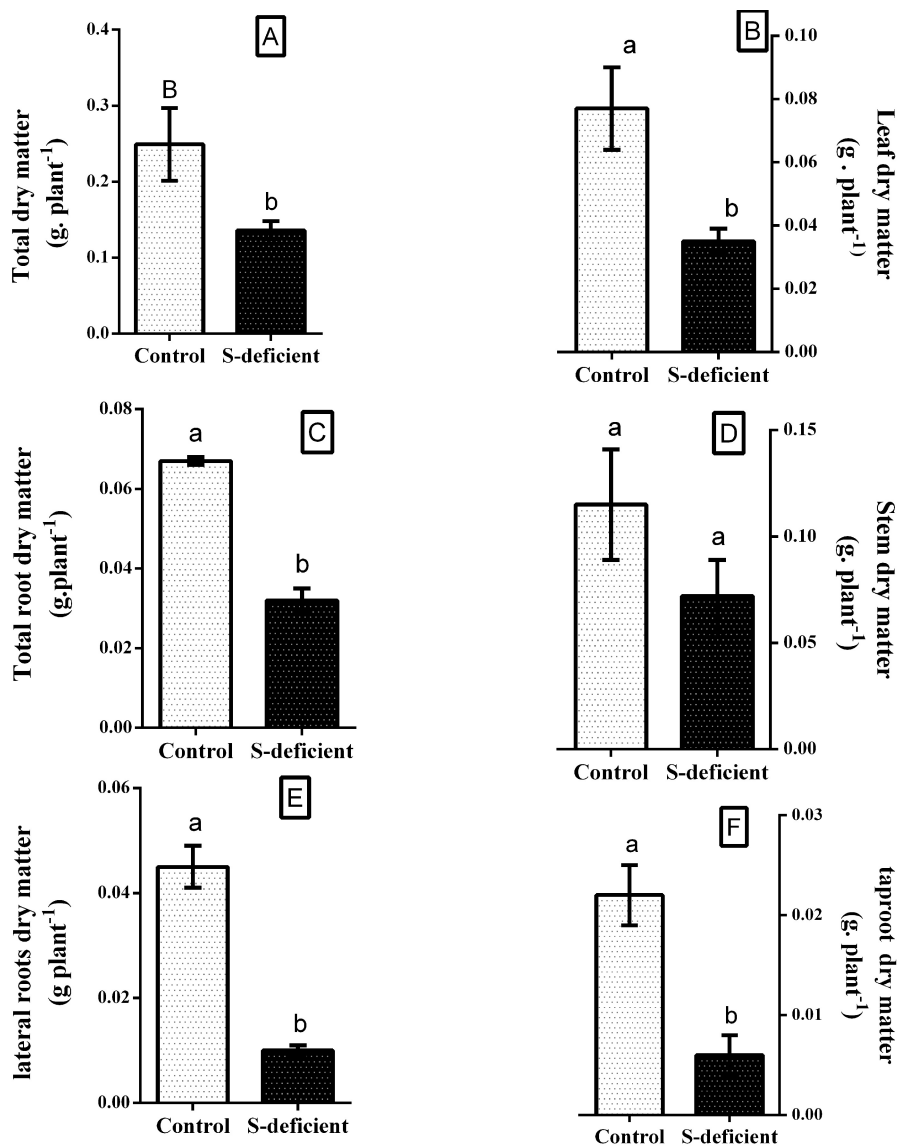 A
Total dry matter
(g. plant⁻¹)
0.4
0.3
0.2
0.1
0.0
B
b
Control
S-deficient
B
Leaf dry matter
(g . plant⁻¹⁾
0.10
0.08
0.06
0.04
0.02
0.00
a
b
Control
S-deficient
C
Total root dry matter
(g.plant⁻¹)
0.08
0.06
0.04
0.02
0.00
a
b
Control
S-deficient
D
Stem dry matter
(g. plant⁻¹)
0.15
0.10
0.05
0.00
a
a
Control
S-deficient
E
lateral roots dry matter
(g plant⁻¹)
0.06
0.04
0.02
0.00
a
b
Control
S-deficient
F
taproot dry matter
(g. plant⁻¹)
0.03
0.02
0.01
0.00
a
b
Control
S-deficient